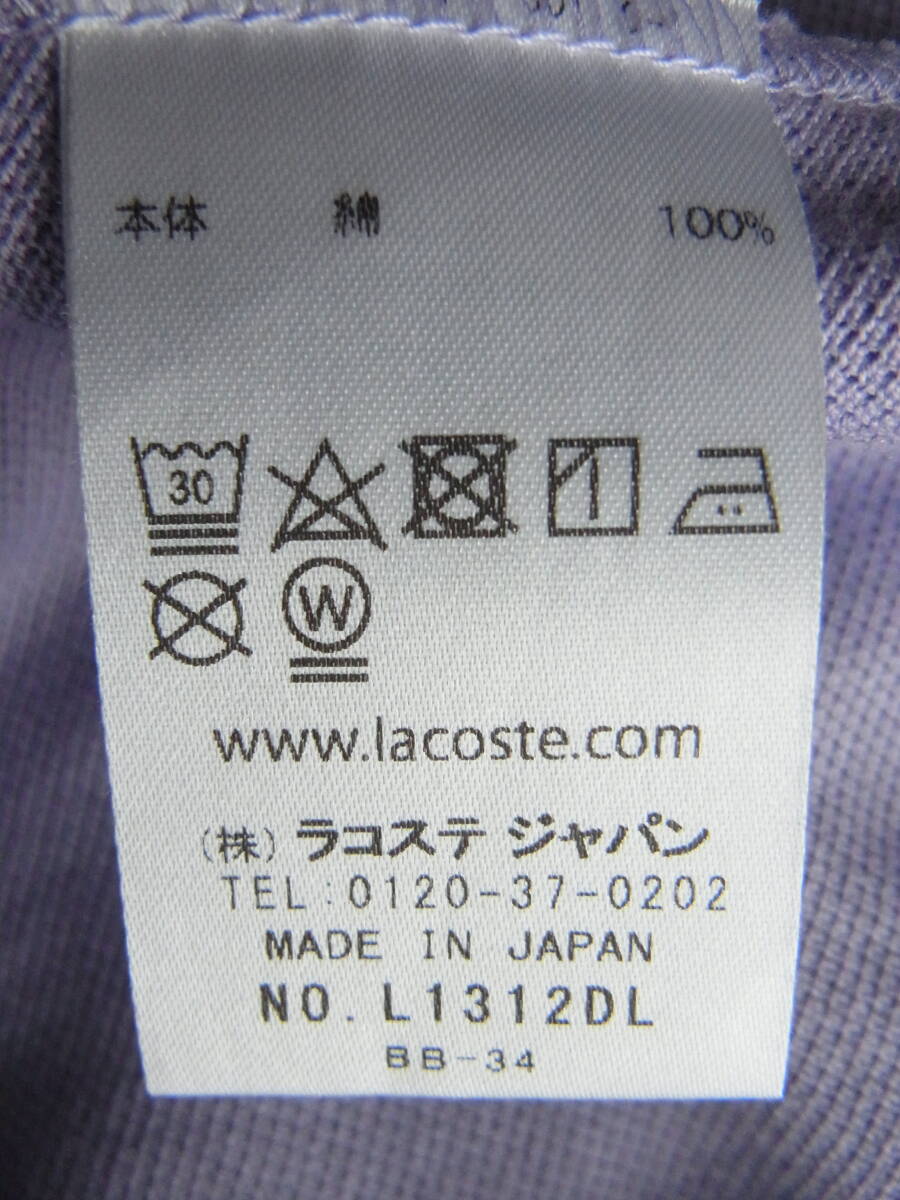 本体 綿 100%
30
W
www.lacoste.com
(株) ラコステ ジャパン
TEL:0120-37-0202
MADE IN JAPAN
NO. L1312DL
BB-34